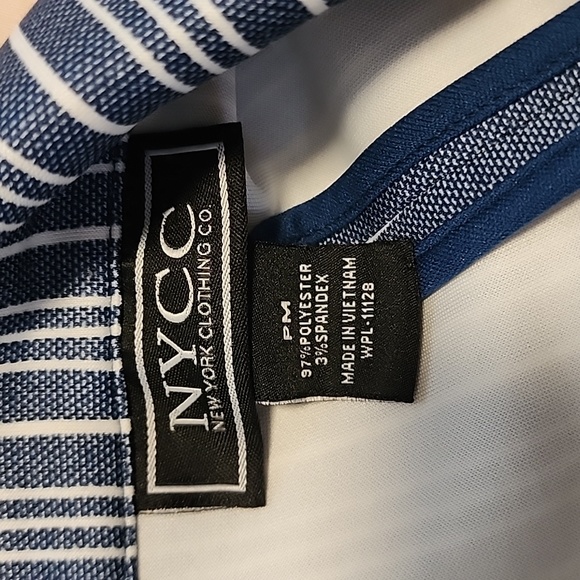 NYCC
NEW YORK CLOTHING CO.
PM
97%POLYESTER
3%SPANDEX
MADE IN VIETNAM
WPL-11128